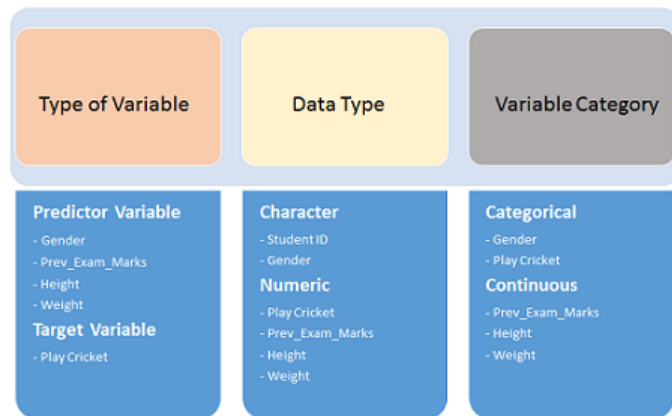 Type of Variable
Data Type
Variable Category
Predictor Variable
- Gender
- Prev_Exam_Marks
- Height
- Weight
Target Variable
- Play Cricket
Character
- Student ID
- Gender
Numeric
- Play Cricket
- Prev_Exam_Marks
- Height
- Weight
Categorical
- Gender
- Play Cricket
Continuous
- Prev_Exam_Marks
- Height
- Weight